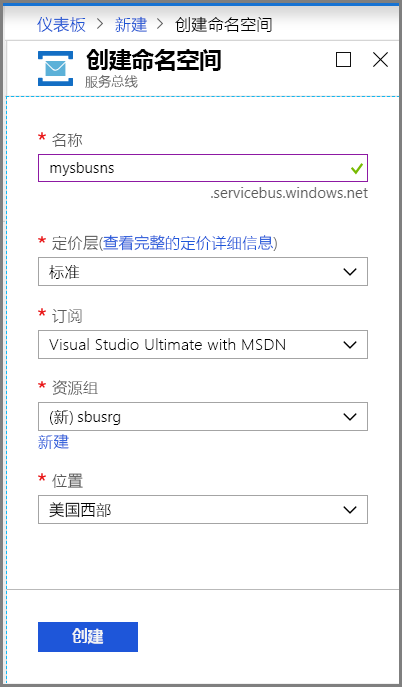 仪表板 > 新建 > 创建命名空间
创建命名空间
服务总线
* 名称
mysbusns
.servicebus.windows.net
* 定价层(查看完整的定价详细信息)
标准
* 订阅
Visual Studio Ultimate with MSDN
* 资源组
(新) sbusrg
新建
* 位置
美国西部
创建